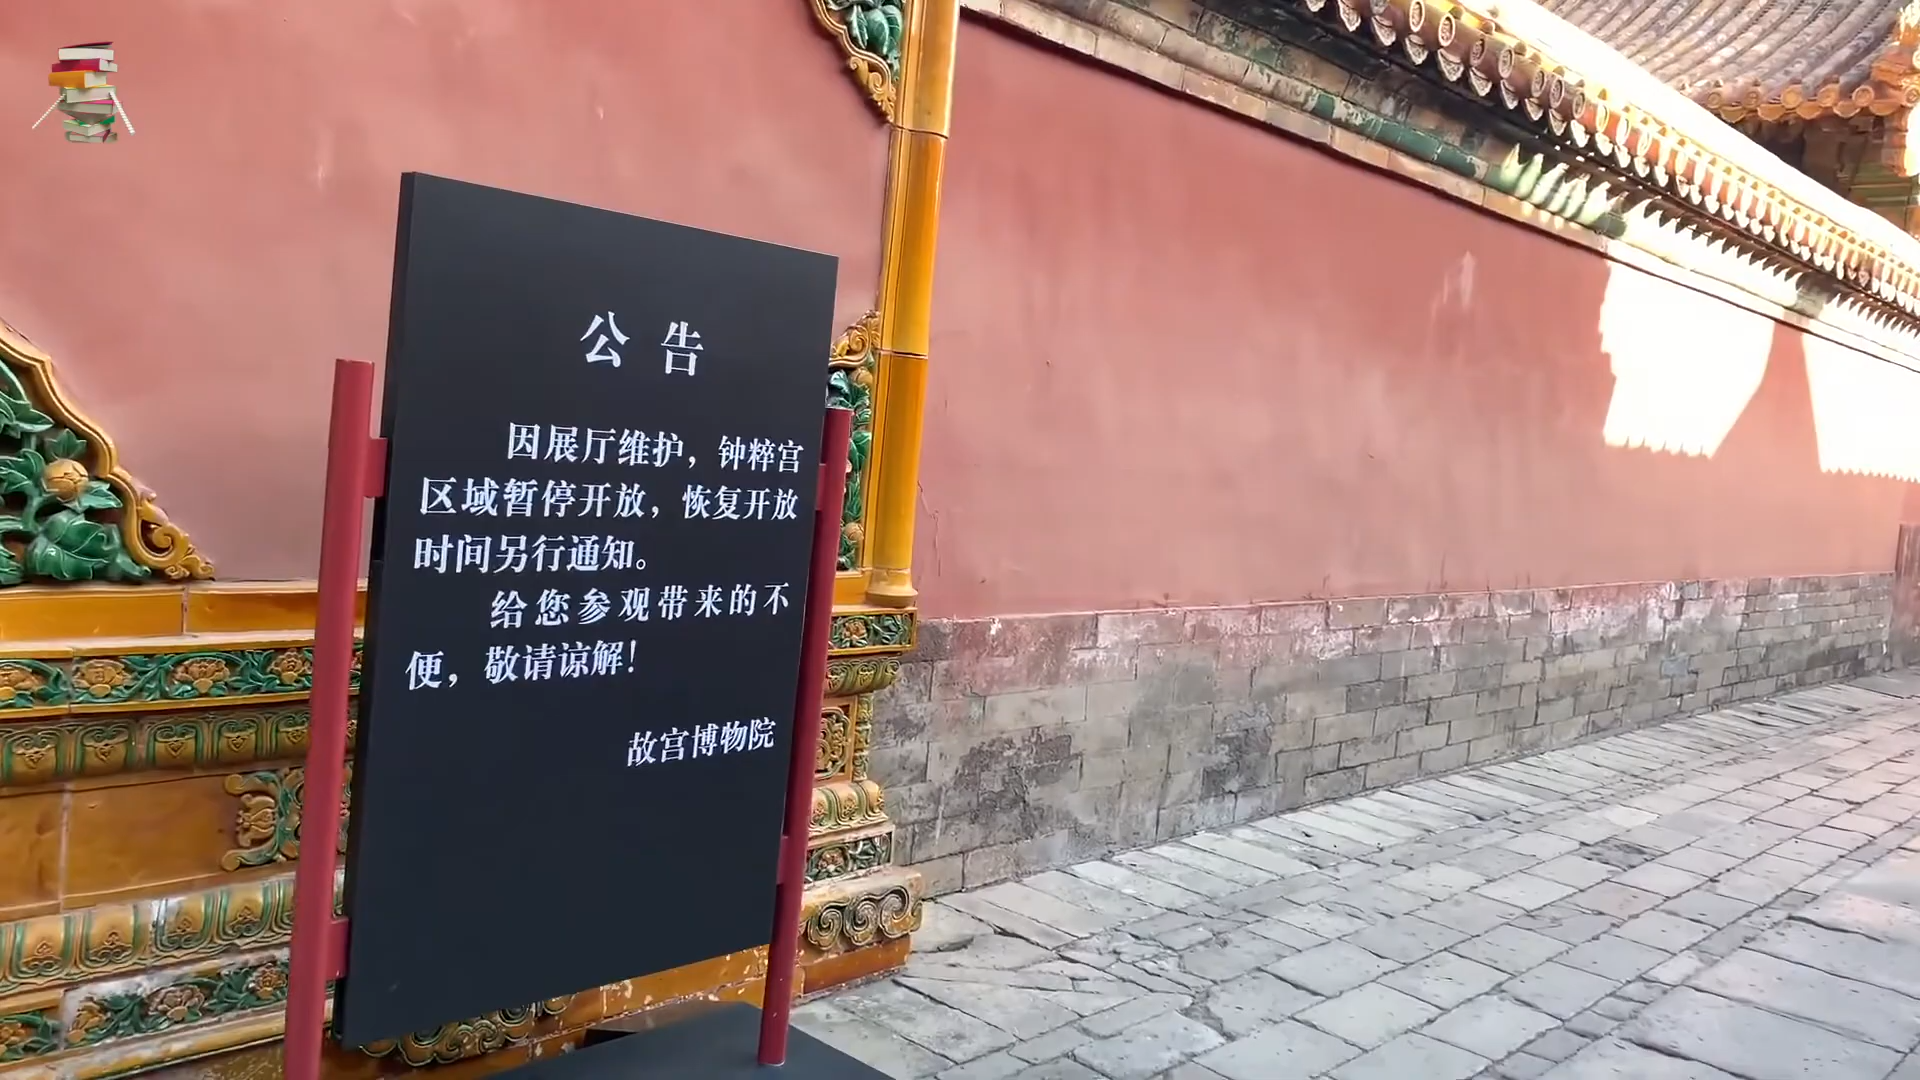 公告
因展厅维护，钟粹宫
区域暂停开放，恢复开放
时间另行通知。
给您参观带来的不
便，敬请谅解！
故宫博物院